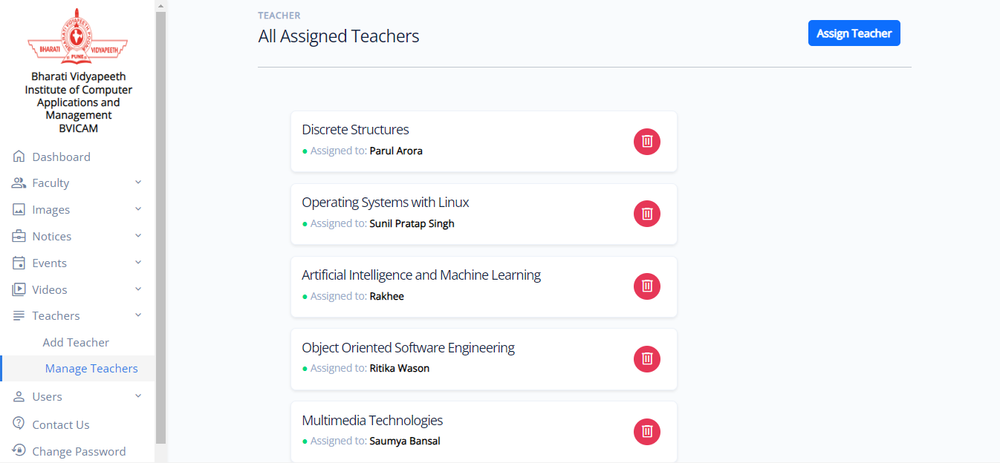 BHARATI VIDYAPEETH POONA
BHARATI
VIDYAPEETH
PUNE
Bharati Vidyapeeth
Institute of Computer
Applications and
Management
BVICAM
Dashboard
Faculty
Images
Notices
Events
Videos
Teachers
Add Teacher
Manage Teachers
Users
Contact Us
Change Password
TEACHER
All Assigned Teachers
Assign Teacher
Discrete Structures
Assigned to: Parul Arora
Operating Systems with Linux
Assigned to: Sunil Pratap Singh
Artificial Intelligence and Machine Learning
Assigned to: Rakhee
Object Oriented Software Engineering
Assigned to: Ritika Wason
Multimedia Technologies
Assigned to: Saumya Bansal